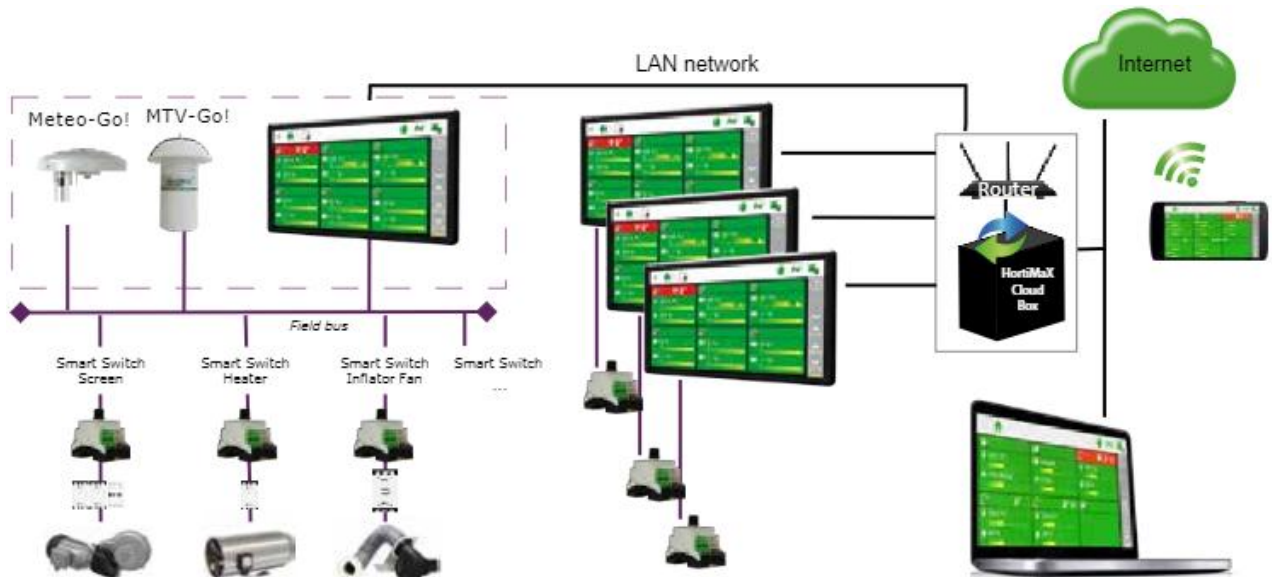 LAN network
Internet
Meteo-Go!
MTV-Go!
Router
HortiMaX
Cloud
Box
Field bus
Smart Switch
Screen
Smart Switch
Heater
Smart Switch
Inflator Fan
Smart Switch
...